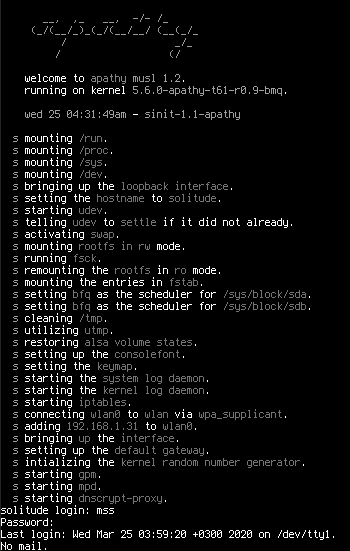 welcome to apathy musl 1.2.
running on kernel 5.6.0-apathy-t61-r0.9-bmq.
wed 25 04:31:49am - sinit-1.1-apathy
s mounting /run.
s mounting /proc.
s mounting /sys.
s mounting /dev.
s bringing up the loopback interface.
s setting the hostname to solitude.
s starting udev.
s telling udev to settle if it did not already.
s activating swap.
s mounting rootfs in rw mode.
s running fsck.
s remounting the rootfs in ro mode.
s mounting the entries in fstab.
s setting bfq as the scheduler for /sys/block/sda.
s setting bfq as the scheduler for /sys/block/sdb.
s cleaning /tmp.
s utilizing utmp.
s restoring alsa volume states.
s setting up the consolefont.
s setting the keymap.
s starting the system log daemon.
s starting the kernel log daemon.
s starting iptables.
s connecting wlan0 to wlan via wpa_supplicant.
s adding 192.168.1.31 to wlan0.
s bringing up the interface.
s setting up the default gateway.
s intializing the kernel random number generator.
s starting gpm.
s starting mpd.
s starting dnscrypt-proxy.
solitude login: mss
Password:
Last login: Wed Mar 25 03:59:20 +0300 2020 on /dev/tty1.
No mail.